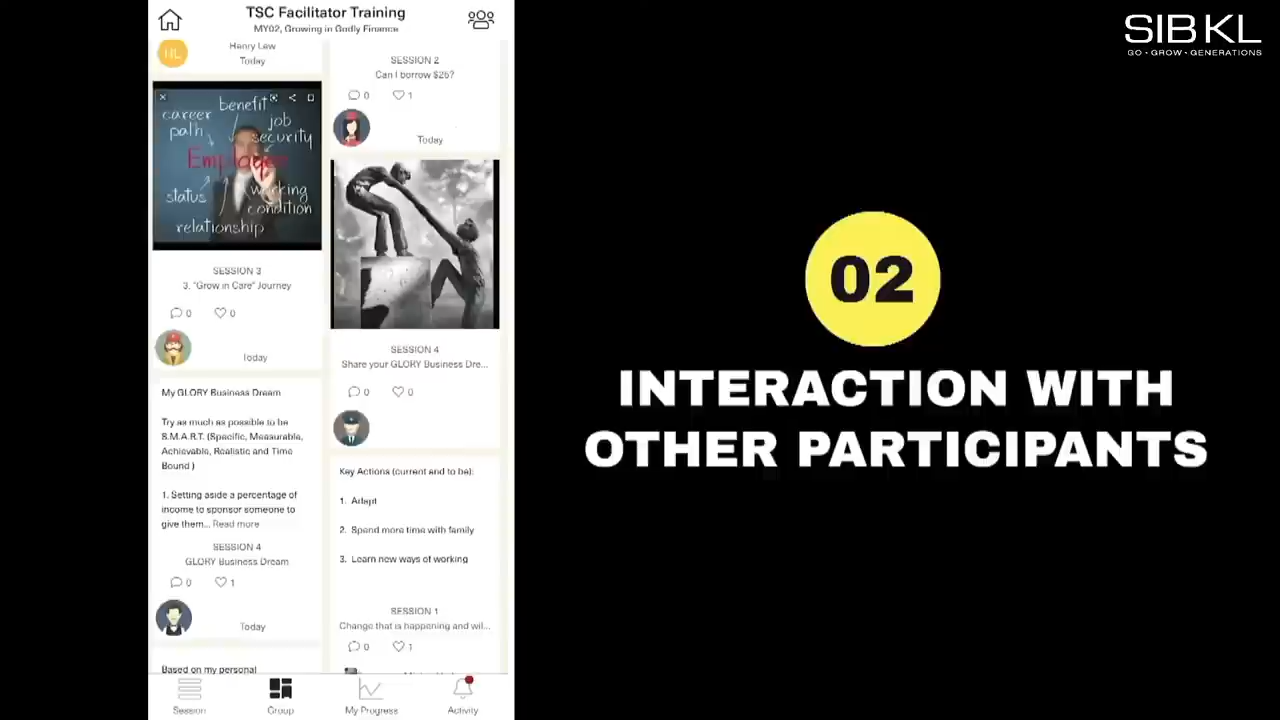 TSC Facilitator Training
MY02, Growing in Godly Finance
HL
Henry Law
Today
career
path
benefit
job
security
Employee
status
working
condition
relationship
SESSION 3
3. "Grow in Care" Journey
0
0
Today
My GLORY Business Dream
Try as much as possible to be
S.M.A.R.T. (Specific, Measurable,
Achievable, Realistic and Time
Bound )
1. Setting aside a percentage of
income to sponsor someone to
give them... Read more
SESSION 4
GLORY Business Dream
0
1
Today
Based on my personal
SESSION 2
Can I borrow $26?
0
1
Today
SESSION 4
Share your GLORY Business Dre...
0
0
Key Actions (current and to be):
1. Adapt
2. Spend more time with family
3. Learn new ways of working
SESSION 1
Change that is happening and wil...
0
1
Session
Group
My Progress
Activity
SIBKL
GO • GROW • GENERATIONS
02
INTERACTION WITH
OTHER PARTICIPANTS